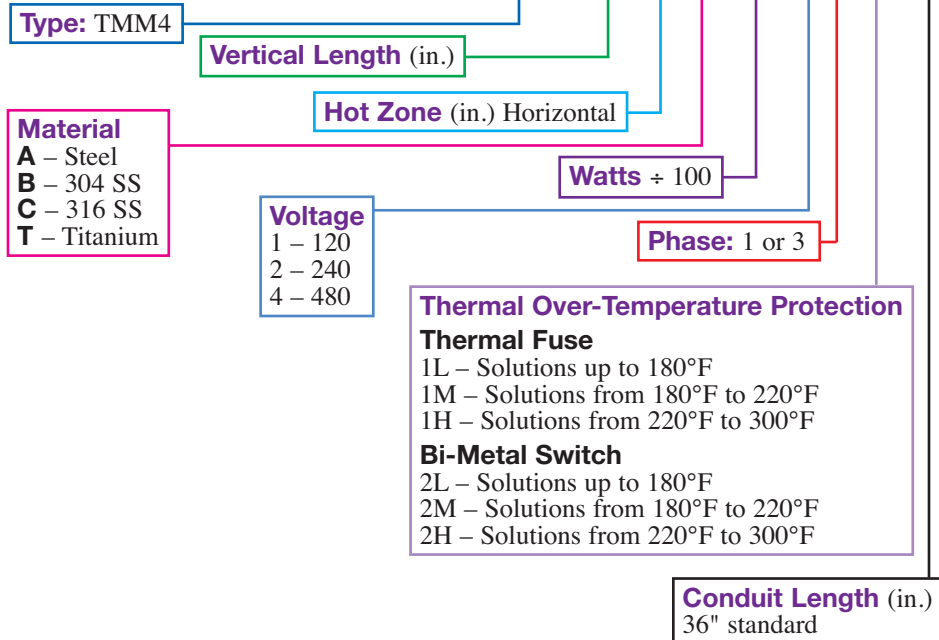 Type: TMM4
Vertical Length (in.)
Hot Zone (in.) Horizontal
Material
A – Steel
B – 304 SS
C – 316 SS
T – Titanium
Watts ÷ 100
Voltage
1 – 120
2 – 240
4 – 480
Phase: 1 or 3
Thermal Over-Temperature Protection
Thermal Fuse
1L – Solutions up to 180°F
1M – Solutions from 180°F to 220°F
1H – Solutions from 220°F to 300°F
Bi-Metal Switch
2L – Solutions up to 180°F
2M – Solutions from 180°F to 220°F
2H – Solutions from 220°F to 300°F
Conduit Length (in.)
36" standard